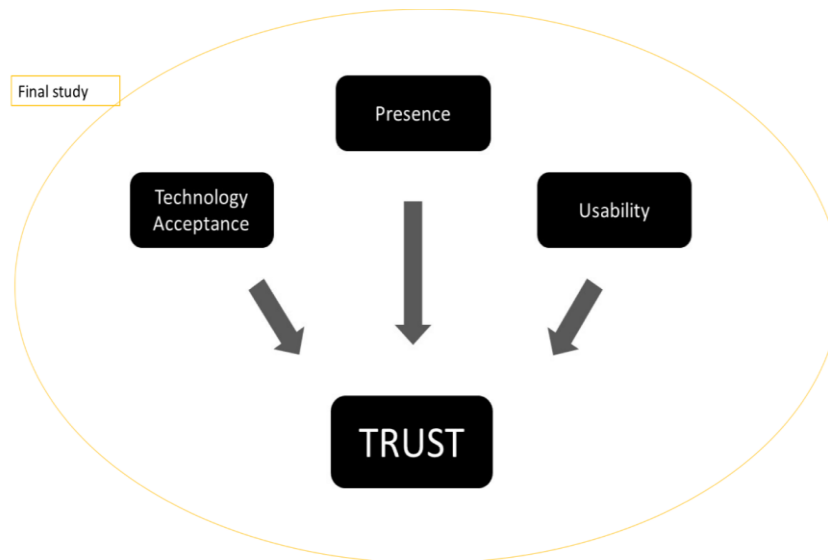 Final study
Presence
Technology
Acceptance
Usability
TRUST